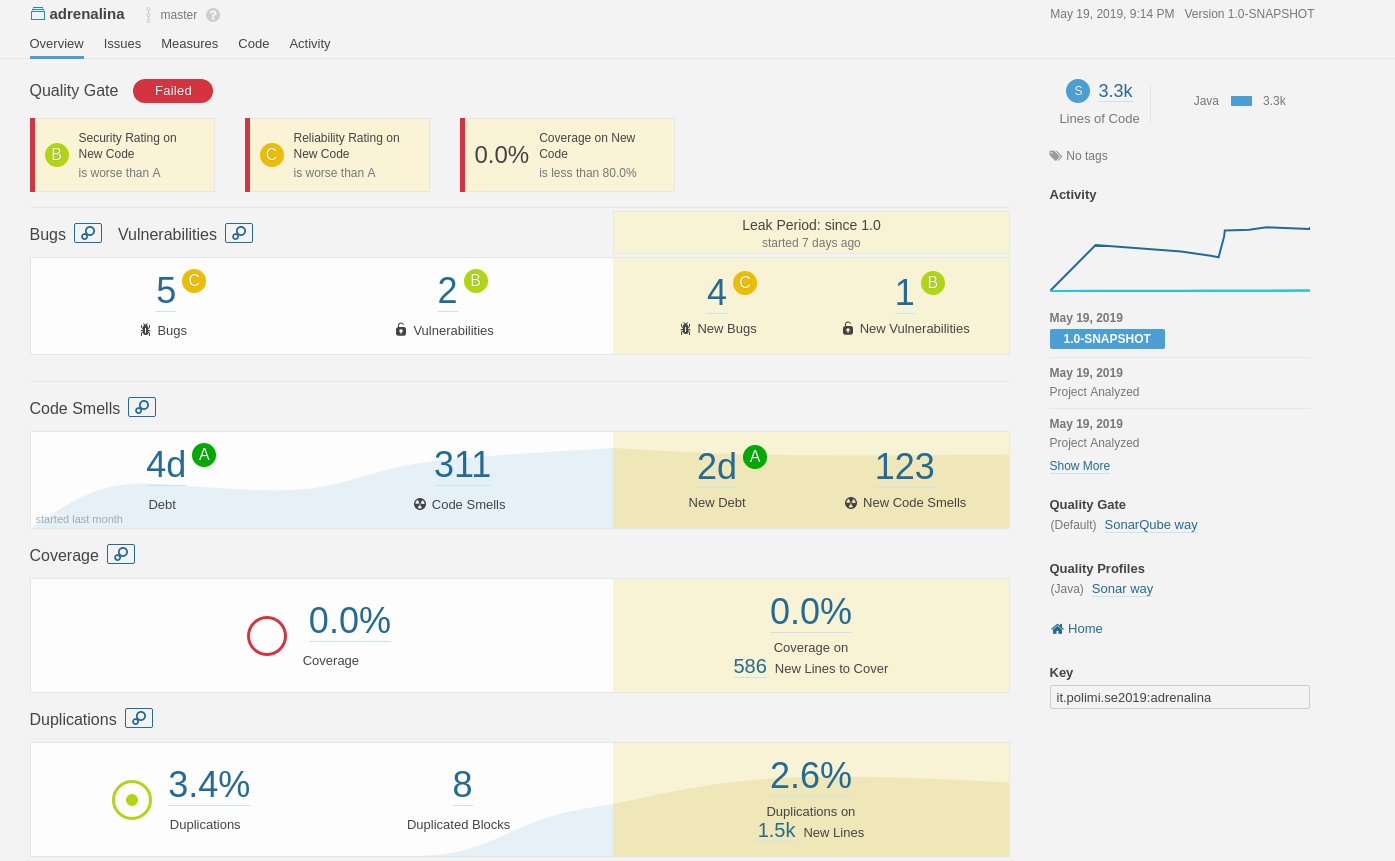 adrenalina master ? May 19, 2019, 9:14 PM Version 1.0-SNAPSHOT
Overview Issues Measures Code Activity
Quality Gate Failed
B Security Rating on New Code is worse than A
C Reliability Rating on New Code is worse than A
0.0% Coverage on New Code is less than 80.0%
Bugs Vulnerabilities
Leak Period: since 1.0
started 7 days ago
5 C 2 B 4 C 1 B
Bugs Vulnerabilities New Bugs New Vulnerabilities
Code Smells
4d A 311 2d A 123
Debt Code Smells New Debt New Code Smells
started last month
Coverage
0.0%
Coverage
0.0%
Coverage on
586 New Lines to Cover
Duplications
3.4% 8 2.6%
Duplications Duplicated Blocks
Duplications on
1.5k New Lines
S 3.3k Java 3.3k
Lines of Code
No tags
Activity
May 19, 2019
1.0-SNAPSHOT
May 19, 2019
Project Analyzed
May 19, 2019
Project Analyzed
Show More
Quality Gate
(Default) SonarQube way
Quality Profiles
(Java) Sonar way
Home
Key
it.polimi.se2019:adrenalina